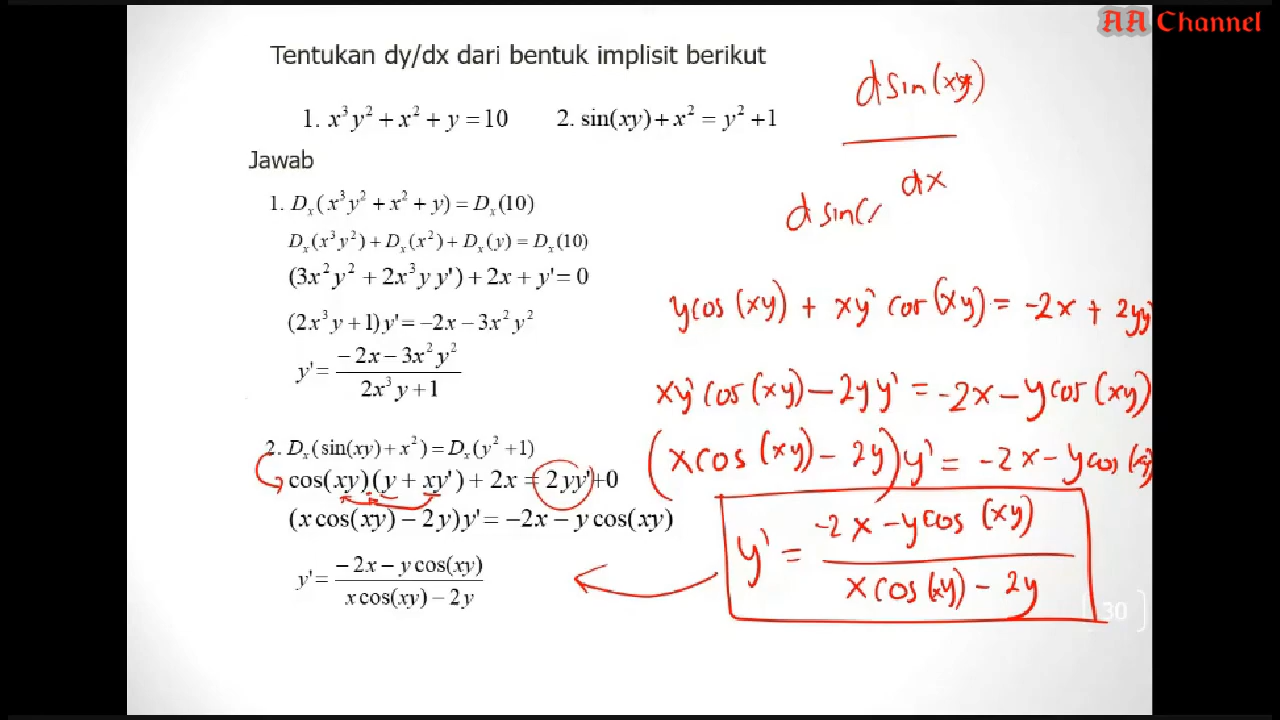 AA Channel
Tentukan dy/dx dari bentuk implisit berikut
1. x³y² + x² + y = 10    2. sin(xy) + x² = y² + 1
Jawab
1. Dₓ(x³y² + x² + y) = Dₓ(10)
Dₓ(x³y²) + Dₓ(x²) + Dₓ(y) = Dₓ(10)
(3x²y² + 2x³y y') + 2x + y' = 0
(2x³y + 1) y' = -2x - 3x²y²
y' = (-2x - 3x²y²) / (2x³y + 1)
2. Dₓ(sin(xy) + x²) = Dₓ(y² + 1)
cos(xy)(y + xy') + 2x = 2yy' + 0
(x cos(xy) - 2y)y' = -2x - y cos(xy)
y' = (-2x - y cos(xy)) / (x cos(xy) - 2y)
d sin(xy)
dx
d sin(
y cos (xy) + xy' cos (xy) = -2x + 2yy'
xy' cos (xy) - 2y y' = -2x - y cos (xy)
(x cos (xy) - 2y) y' = -2x - y cos (xy)
y' = (-2x - y cos (xy)) / (x cos (xy) - 2y)
30